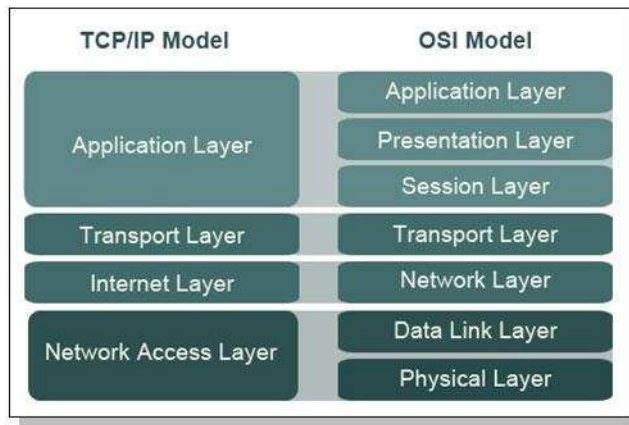 TCP/IP Model
OSI Model
Application Layer
Application Layer
Presentation Layer
Session Layer
Transport Layer
Transport Layer
Internet Layer
Network Layer
Network Access Layer
Data Link Layer
Physical Layer